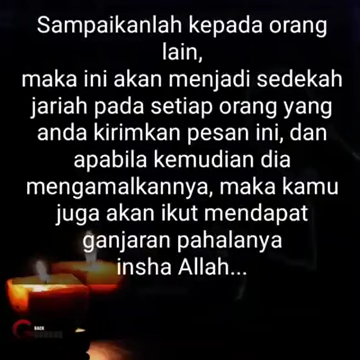 Sampaikanlah kepada orang
lain,
maka ini akan menjadi sedekah
jariah pada setiap orang yang
anda kirimkan pesan ini, dan
apabila kemudian dia
mengamalkannya, maka kamu
juga akan ikut mendapat
ganjaran pahalanya
insha Allah...